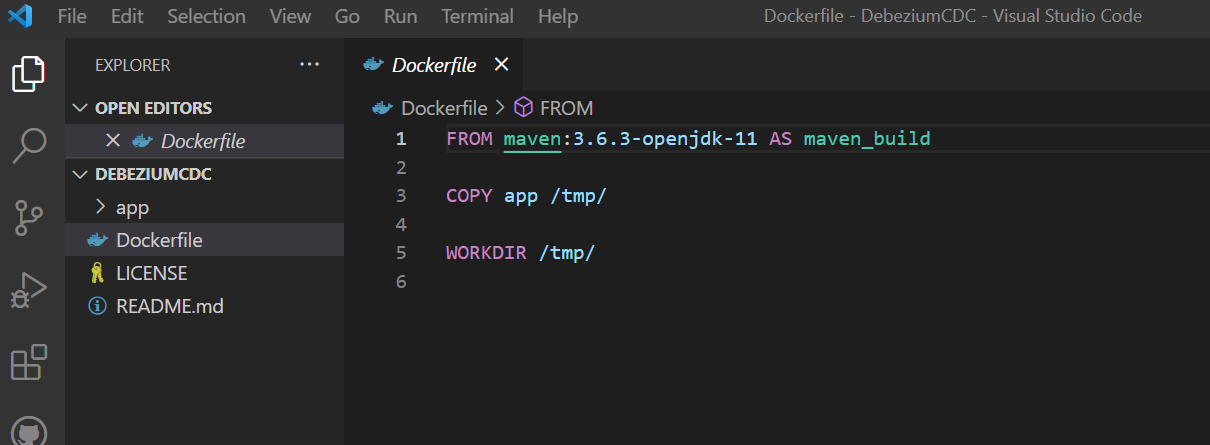 File Edit Selection View Go Run Terminal Help Dockerfile - DebeziumCDC - Visual Studio Code
EXPLORER ...
OPEN EDITORS
Dockerfile
DEBEZIUMCDC
app
Dockerfile
LICENSE
README.md
Dockerfile
Dockerfile > FROM
1 FROM maven:3.6.3-openjdk-11 AS maven_build
2
3 COPY app /tmp/
4
5 WORKDIR /tmp/
6